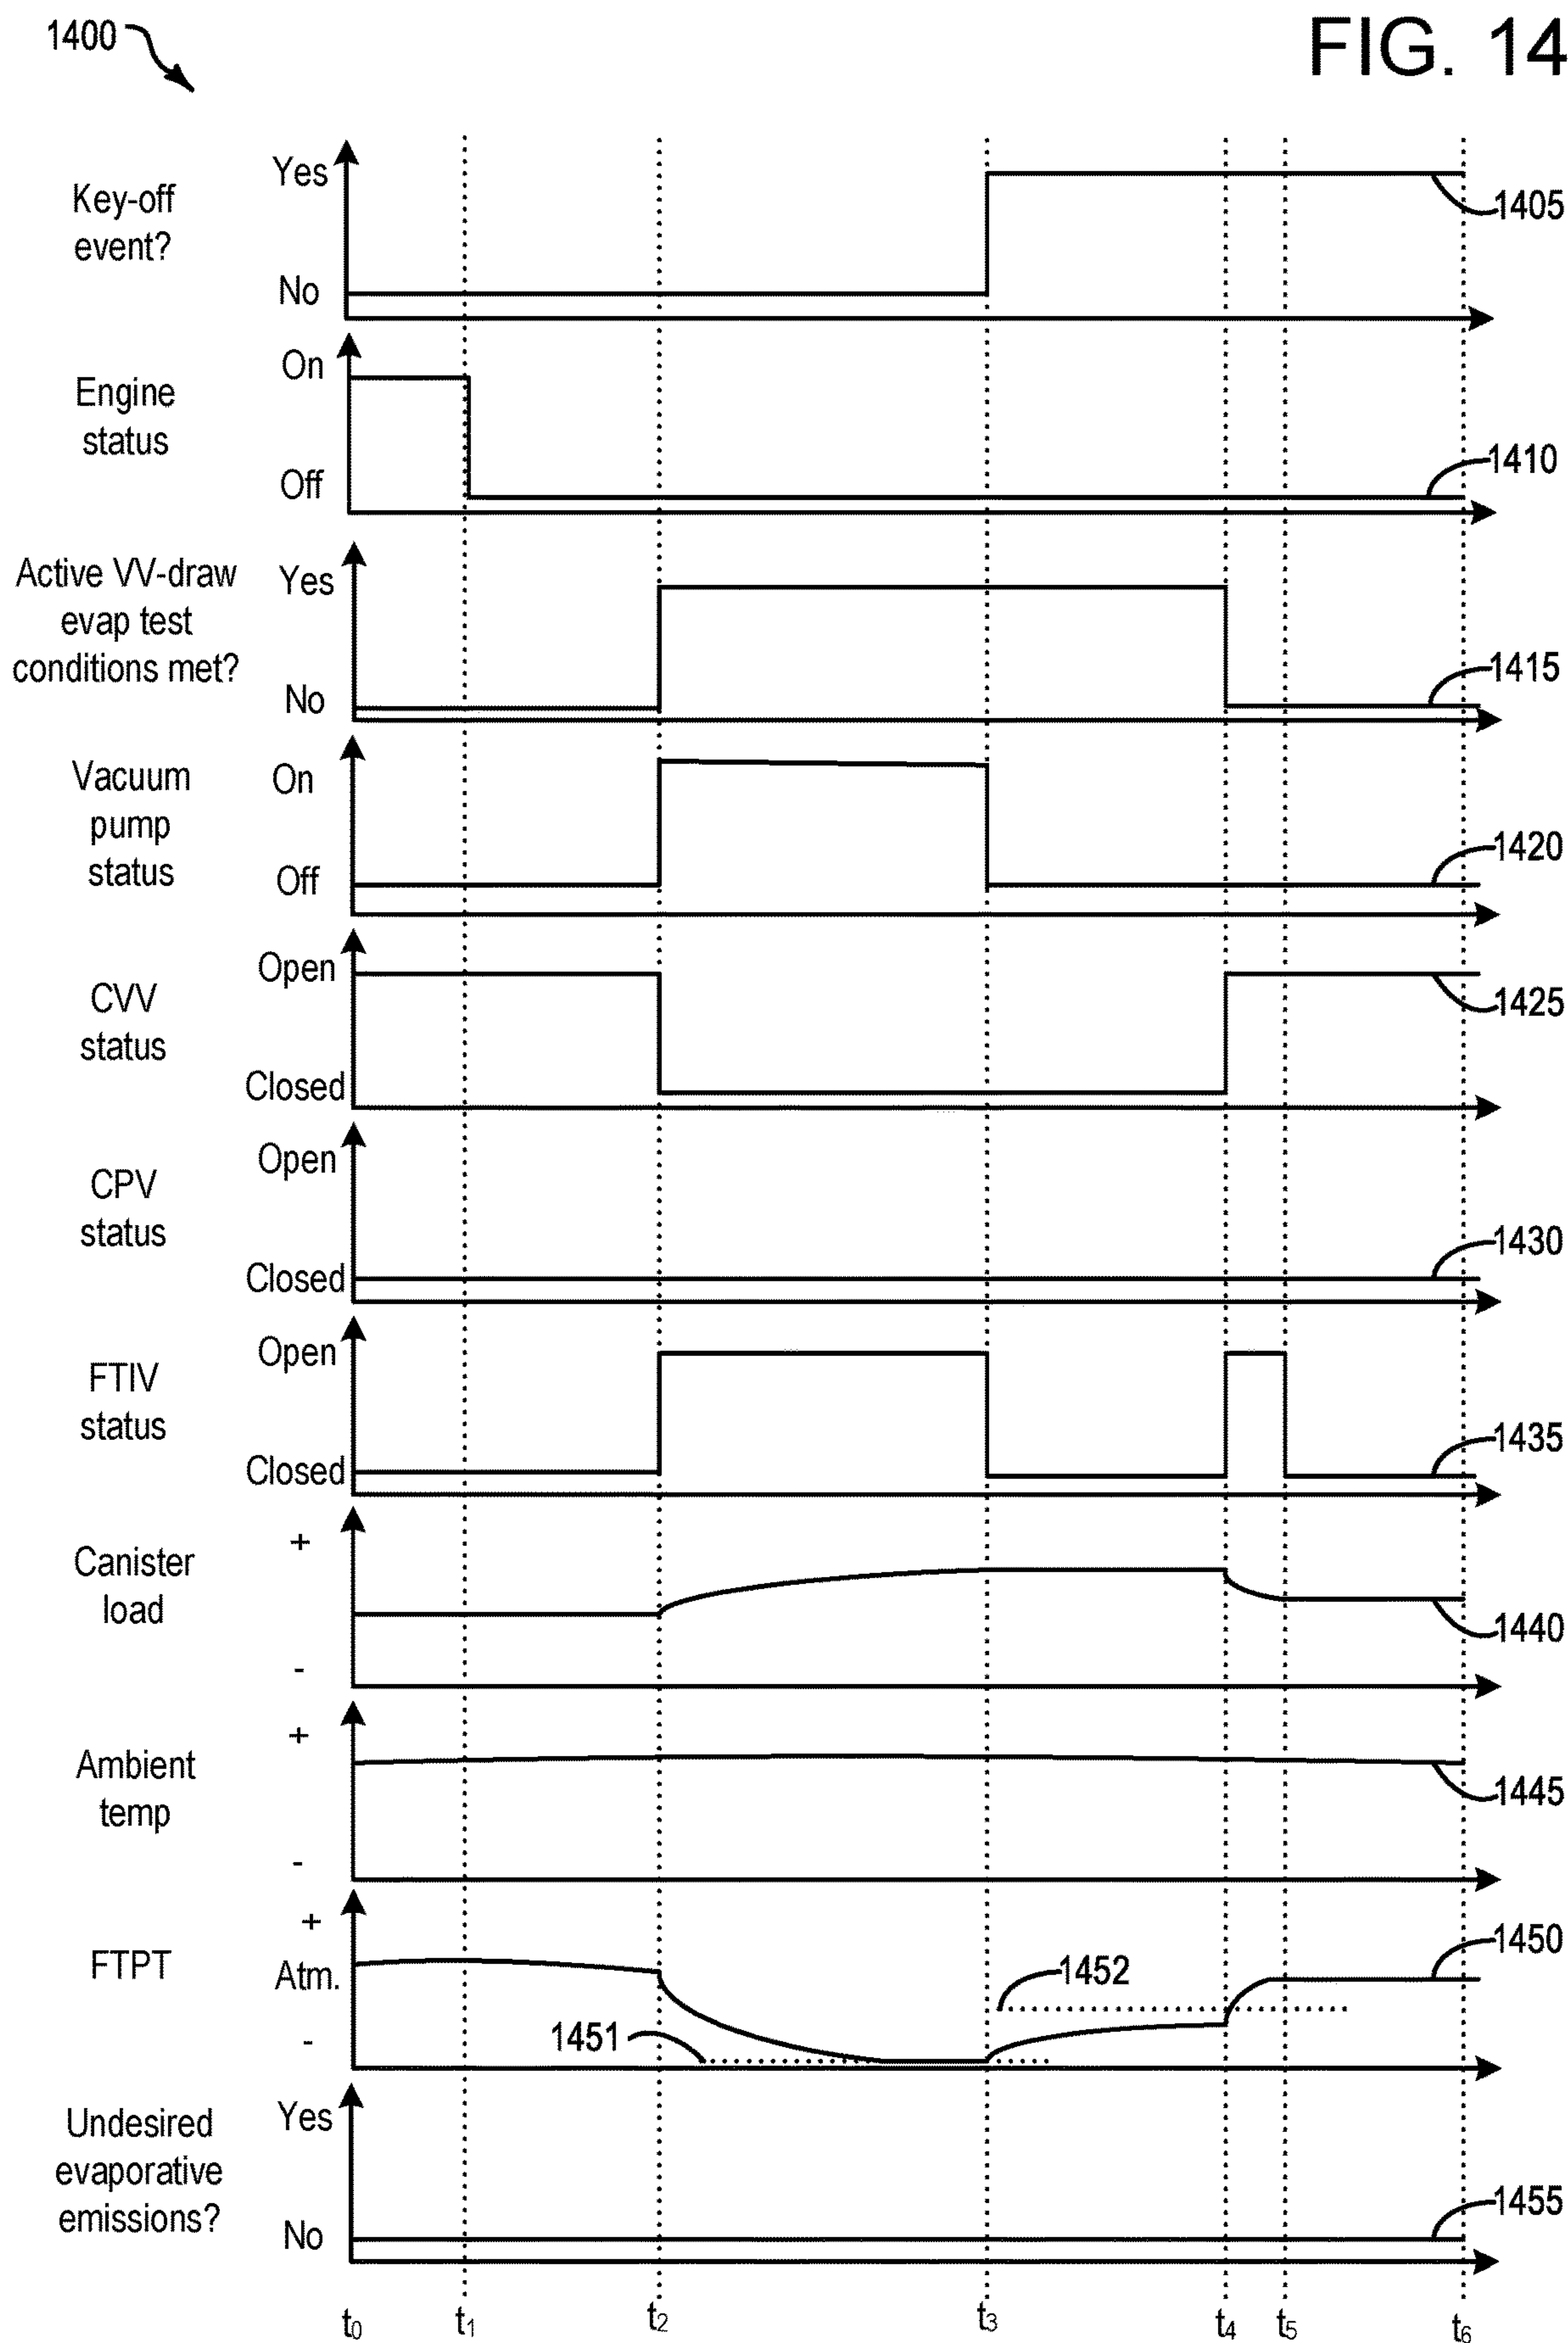 1400
FIG. 14
Key-off
event?
Yes
No
1405
Engine
status
On
Off
1410
Active VV-draw
evap test
conditions met?
Yes
No
1415
Vacuum
pump
status
On
Off
1420
CVV
status
Open
Closed
1425
CPV
status
Open
Closed
1430
FTIV
status
Open
Closed
1435
Canister
load
+
-
1440
Ambient
temp
+
-
1445
FTPT
+
Atm.
-
1451
1452
1450
Undesired
evaporative
emissions?
Yes
No
1455
t0 t1 t2 t3 t4 t5 t6